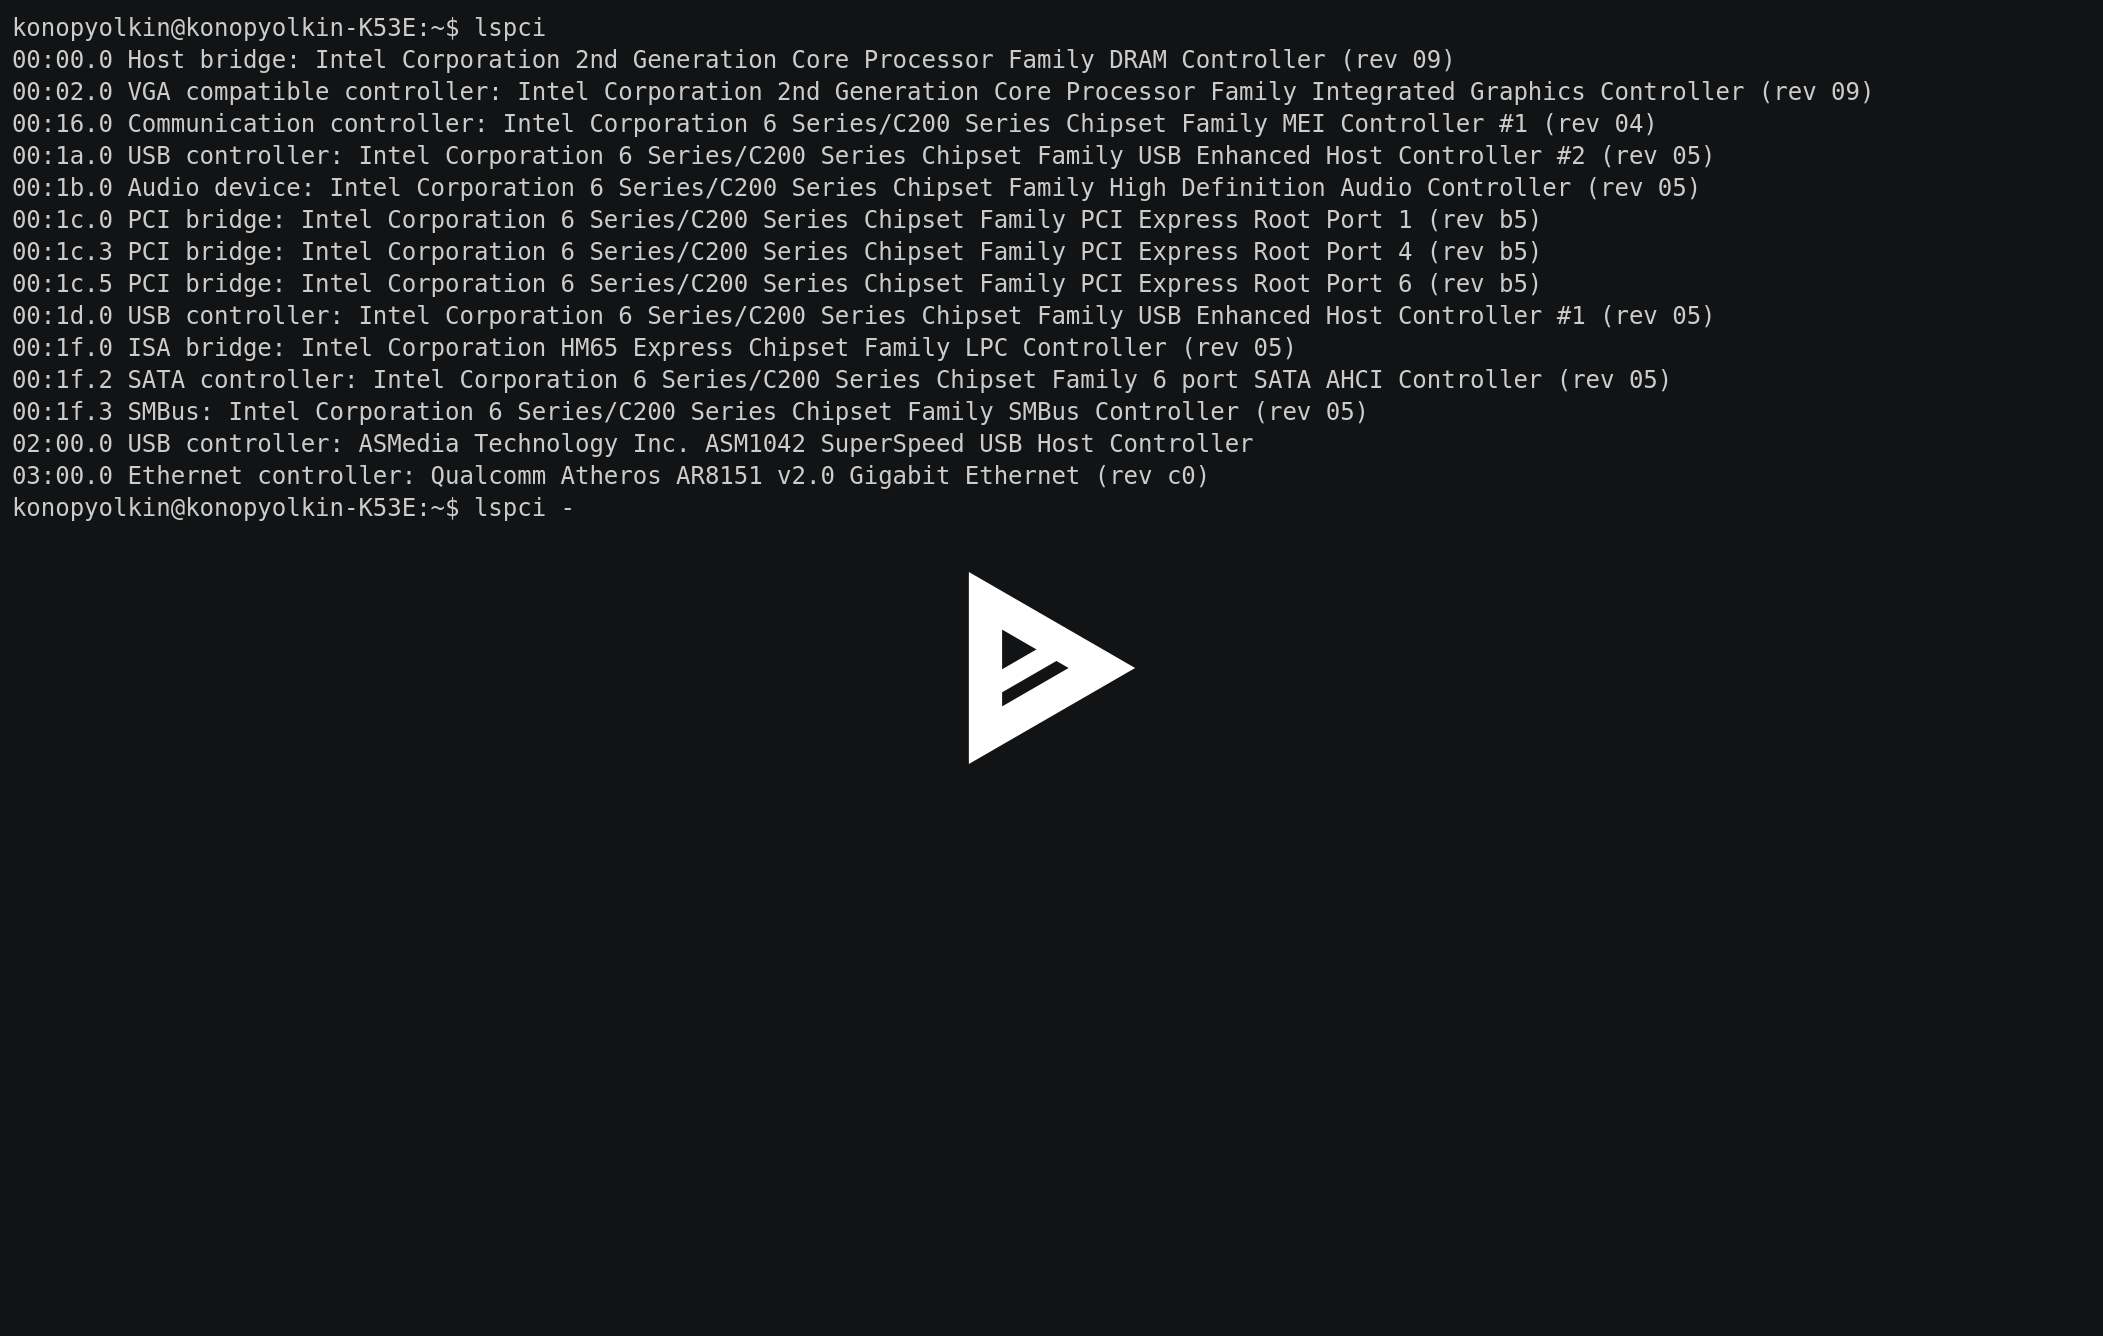 konopyolkin@konopyolkin-K53E:~$ lspci
00:00.0 Host bridge: Intel Corporation 2nd Generation Core Processor Family DRAM Controller (rev 09)
00:02.0 VGA compatible controller: Intel Corporation 2nd Generation Core Processor Family Integrated Graphics Controller (rev 09)
00:16.0 Communication controller: Intel Corporation 6 Series/C200 Series Chipset Family MEI Controller #1 (rev 04)
00:1a.0 USB controller: Intel Corporation 6 Series/C200 Series Chipset Family USB Enhanced Host Controller #2 (rev 05)
00:1b.0 Audio device: Intel Corporation 6 Series/C200 Series Chipset Family High Definition Audio Controller (rev 05)
00:1c.0 PCI bridge: Intel Corporation 6 Series/C200 Series Chipset Family PCI Express Root Port 1 (rev b5)
00:1c.3 PCI bridge: Intel Corporation 6 Series/C200 Series Chipset Family PCI Express Root Port 4 (rev b5)
00:1c.5 PCI bridge: Intel Corporation 6 Series/C200 Series Chipset Family PCI Express Root Port 6 (rev b5)
00:1d.0 USB controller: Intel Corporation 6 Series/C200 Series Chipset Family USB Enhanced Host Controller #1 (rev 05)
00:1f.0 ISA bridge: Intel Corporation HM65 Express Chipset Family LPC Controller (rev 05)
00:1f.2 SATA controller: Intel Corporation 6 Series/C200 Series Chipset Family 6 port SATA AHCI Controller (rev 05)
00:1f.3 SMBus: Intel Corporation 6 Series/C200 Series Chipset Family SMBus Controller (rev 05)
02:00.0 USB controller: ASMedia Technology Inc. ASM1042 SuperSpeed USB Host Controller
03:00.0 Ethernet controller: Qualcomm Atheros AR8151 v2.0 Gigabit Ethernet (rev c0)
konopyolkin@konopyolkin-K53E:~$ lspci -